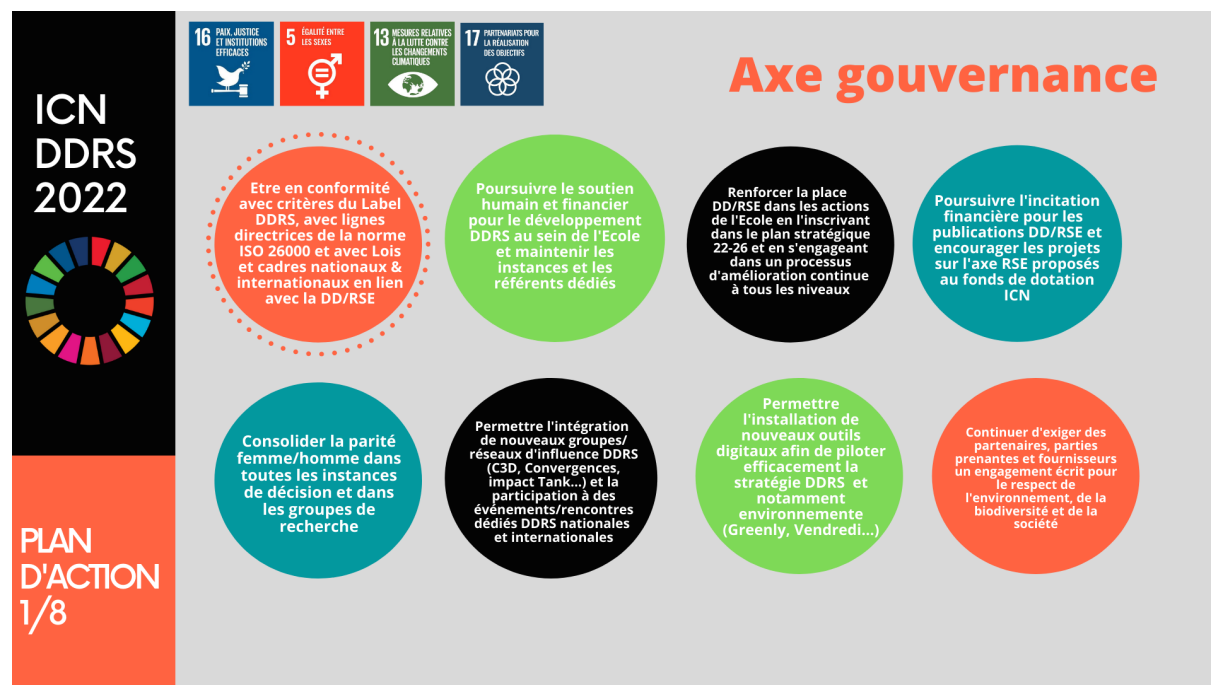 ICN
DDRS
2022
PLAN
D'ACTION
1/8
16 PAIX, JUSTICE
ET INSTITUTIONS
EFFICACES
5 ÉGALITÉ ENTRE
LES SEXES
13 MESURES RELATIVES
À LA LUTTE CONTRE
LES CHANGEMENTS
CLIMATIQUES
17 PARTENARIATS POUR
LA RÉALISATION
DES OBJECTIFS
Axe gouvernance
Etre en conformité
avec critères du Label
DDRS, avec lignes
directrices de la norme
ISO 26000 et avec Lois
et cadres nationaux &
internationaux en lien
avec la DD/RSE
Poursuivre le soutien
humain et financier
pour le développement
DDRS au sein de l'Ecole
et maintenir les
instances et les
référents dédiés
Renforcer la place
DD/RSE dans les actions
de l'Ecole en l'inscrivant
dans le plan stratégique
22-26 et en s'engageant
dans un processus
d'amélioration continue
à tous les niveaux
Poursuivre l'incitation
financière pour les
publications DD/RSE et
encourager les projets
sur l'axe RSE proposés
au fonds de dotation
ICN
Consolider la parité
femme/homme dans
toutes les instances
de décision et dans
les groupes de
recherche
Permettre l'intégration
de nouveaux groupes/
réseaux d'influence DDRS
(C3D, Convergences,
impact Tank...) et la
participation à des
événements/rencontres
dédiés DDRS nationales
et internationales
Permettre
l'installation de
nouveaux outils
digitaux afin de piloter
efficacement la
stratégie DDRS et
notamment
environnemente
(Greenly, Vendredi...)
Continuer d'exiger des
partenaires, parties
prenantes et fournisseurs
un engagement écrit pour
le respect de
l'environnement, de la
biodiversité et de la
société